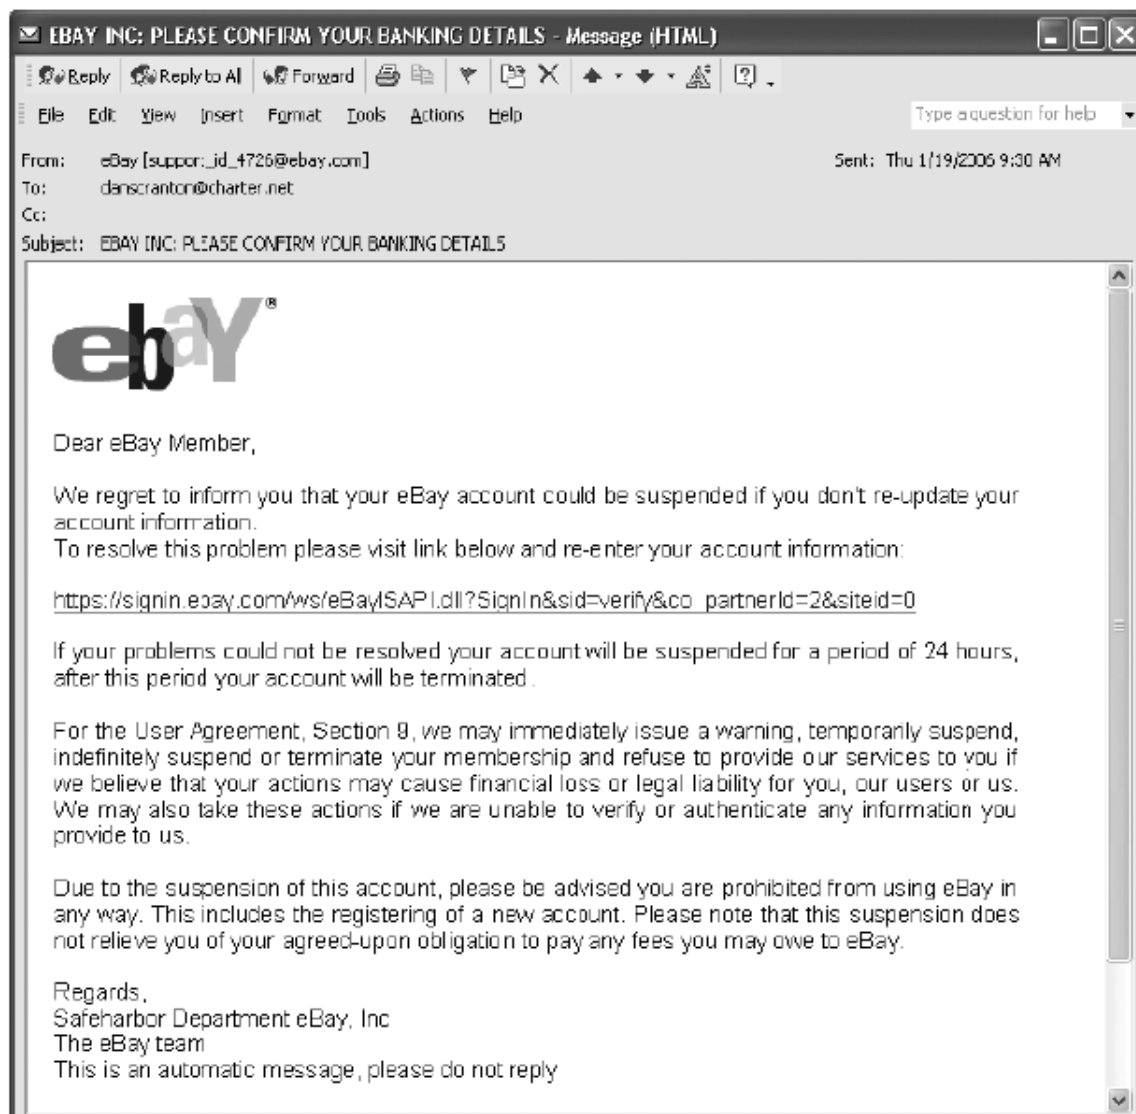 EBAY INC: PLEASE CONFIRM YOUR BANKING DETAILS - Message (HTML)
Reply Reply to All Forward
File Edit View Insert Format Tools Actions Help Type a question for help
From: eBay [support_id_4726@ebay.com] Sent: Thu 1/19/2006 9:30 AM
To: danscranton@charter.net
Cc:
Subject: EBAY INC: PLEASE CONFIRM YOUR BANKING DETAILS
ebaY®
Dear eBay Member,
We regret to inform you that your eBay account could be suspended if you don't re-update your
account information.
To resolve this problem please visit link below and re-enter your account information:
https://signin.ebay.com/ws/eBayISAPI.dll?SignIn&sid=verify&co_partnerId=2&siteid=0
If your problems could not be resolved your account will be suspended for a period of 24 hours,
after this period your account will be terminated.
For the User Agreement, Section 9, we may immediately issue a warning, temporarily suspend,
indefinitely suspend or terminate your membership and refuse to provide our services to you if
we believe that your actions may cause financial loss or legal liability for you, our users or us.
We may also take these actions if we are unable to verify or authenticate any information you
provide to us.
Due to the suspension of this account, please be advised you are prohibited from using eBay in
any way. This includes the registering of a new account. Please note that this suspension does
not relieve you of your agreed-upon obligation to pay any fees you may owe to eBay.
Regards,
Safeharbor Department eBay, Inc
The eBay team
This is an automatic message, please do not reply